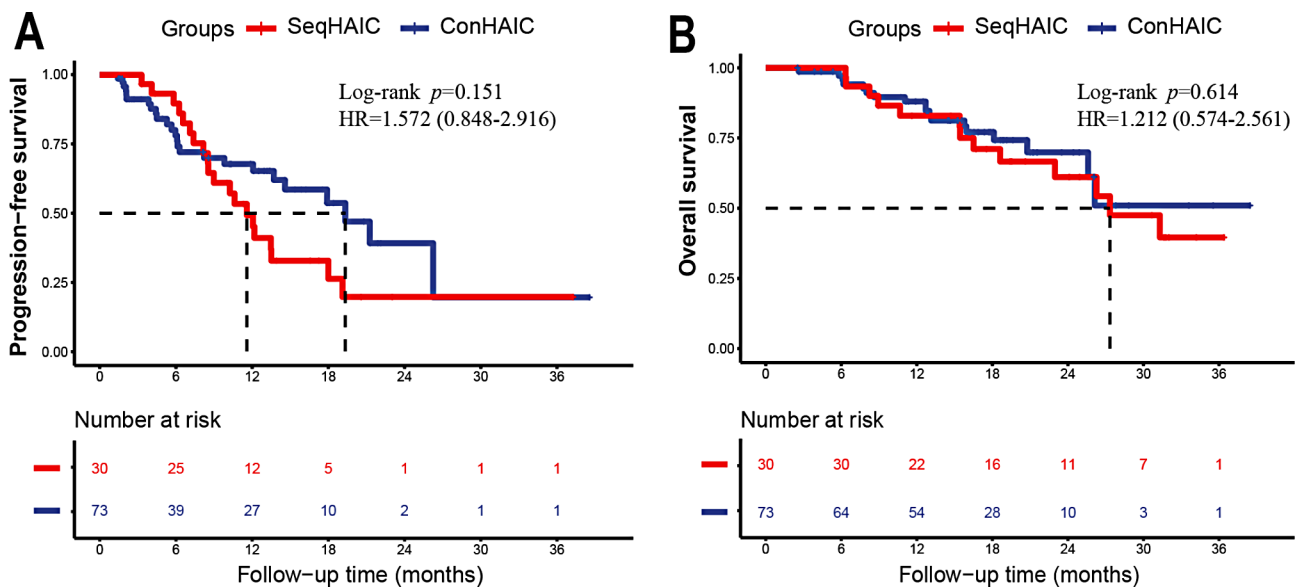 A
Groups SeqHAIC ConHAIC
Log-rank p=0.151
HR=1.572 (0.848-2.916)
Progression−free survival
1.00
0.75
0.50
0.25
0.00
0 6 12 18 24 30 36
Number at risk
30 25 12 5 1 1 1
73 39 27 10 2 1 1
0 6 12 18 24 30 36
Follow−up time (months)
B
Groups SeqHAIC ConHAIC
Log-rank p=0.614
HR=1.212 (0.574-2.561)
Overall survival
1.00
0.75
0.50
0.25
0.00
0 6 12 18 24 30 36
Number at risk
30 30 22 16 11 7 1
73 64 54 28 10 3 1
0 6 12 18 24 30 36
Follow−up time (months)